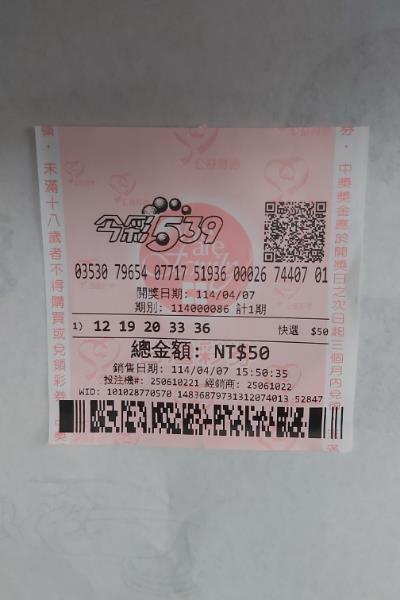 今彩539
03530 79654 07717 51936 00026 74407 01
開獎日期: 114/04/07
期別: 114000086 計1期
1) 12 19 20 33 36 快選 $50
總金額: NT$50
銷售日期: 114/04/07 15:50:35
投注機#: 25061021 經銷商: 25061022
WID: 101028770570 14836879731312074013 52847
未滿十八歲者不得購買或兌領彩券
中獎獎金應於開獎日之次日起三個月內兌領